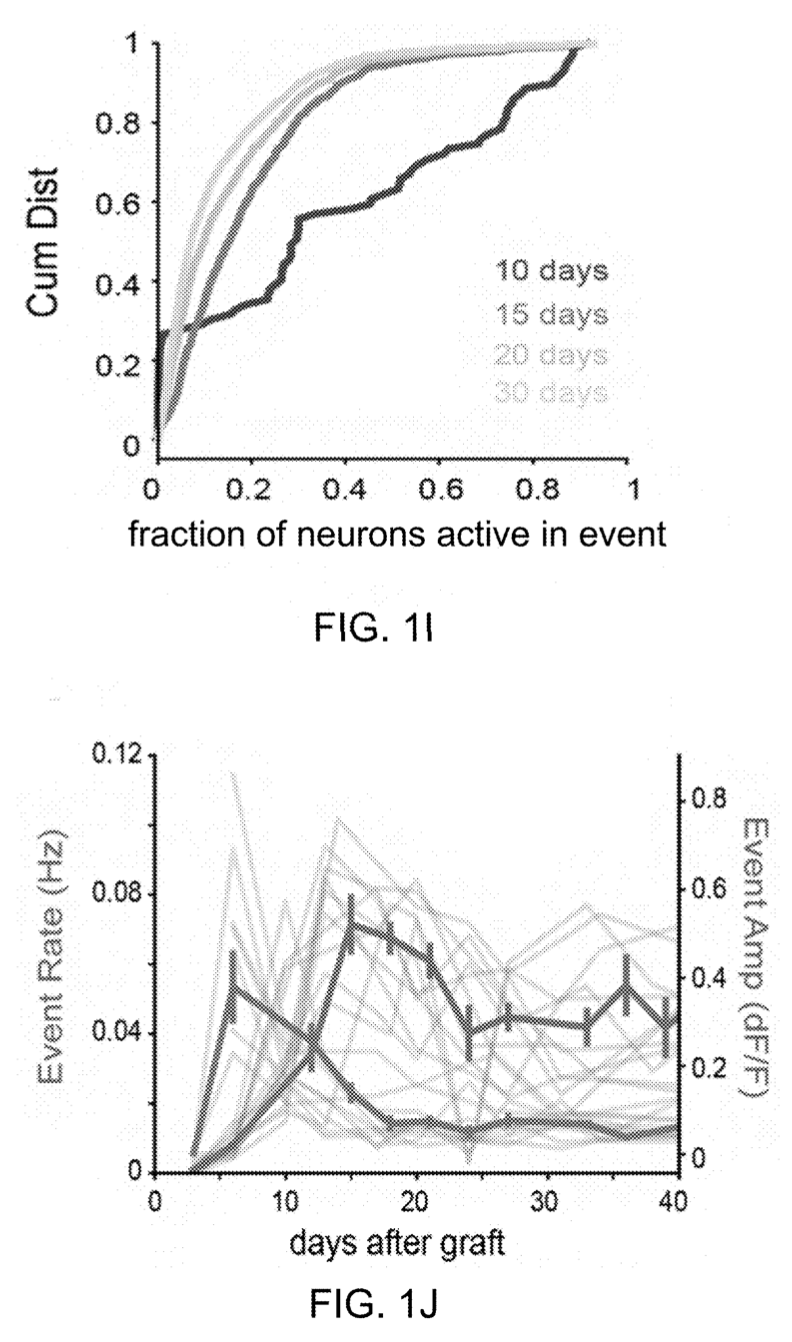 1
0.8
0.6
0.4
0.2
0
Cum Dist
10 days
15 days
20 days
30 days
0 0.2 0.4 0.6 0.8 1
fraction of neurons active in event
FIG. 1I
0.12
0.08
0.04
0
Event Rate (Hz)
0.8
0.6
0.4
0.2
0
Event Amp (dF/F)
0 10 20 30 40
days after graft
FIG. 1J